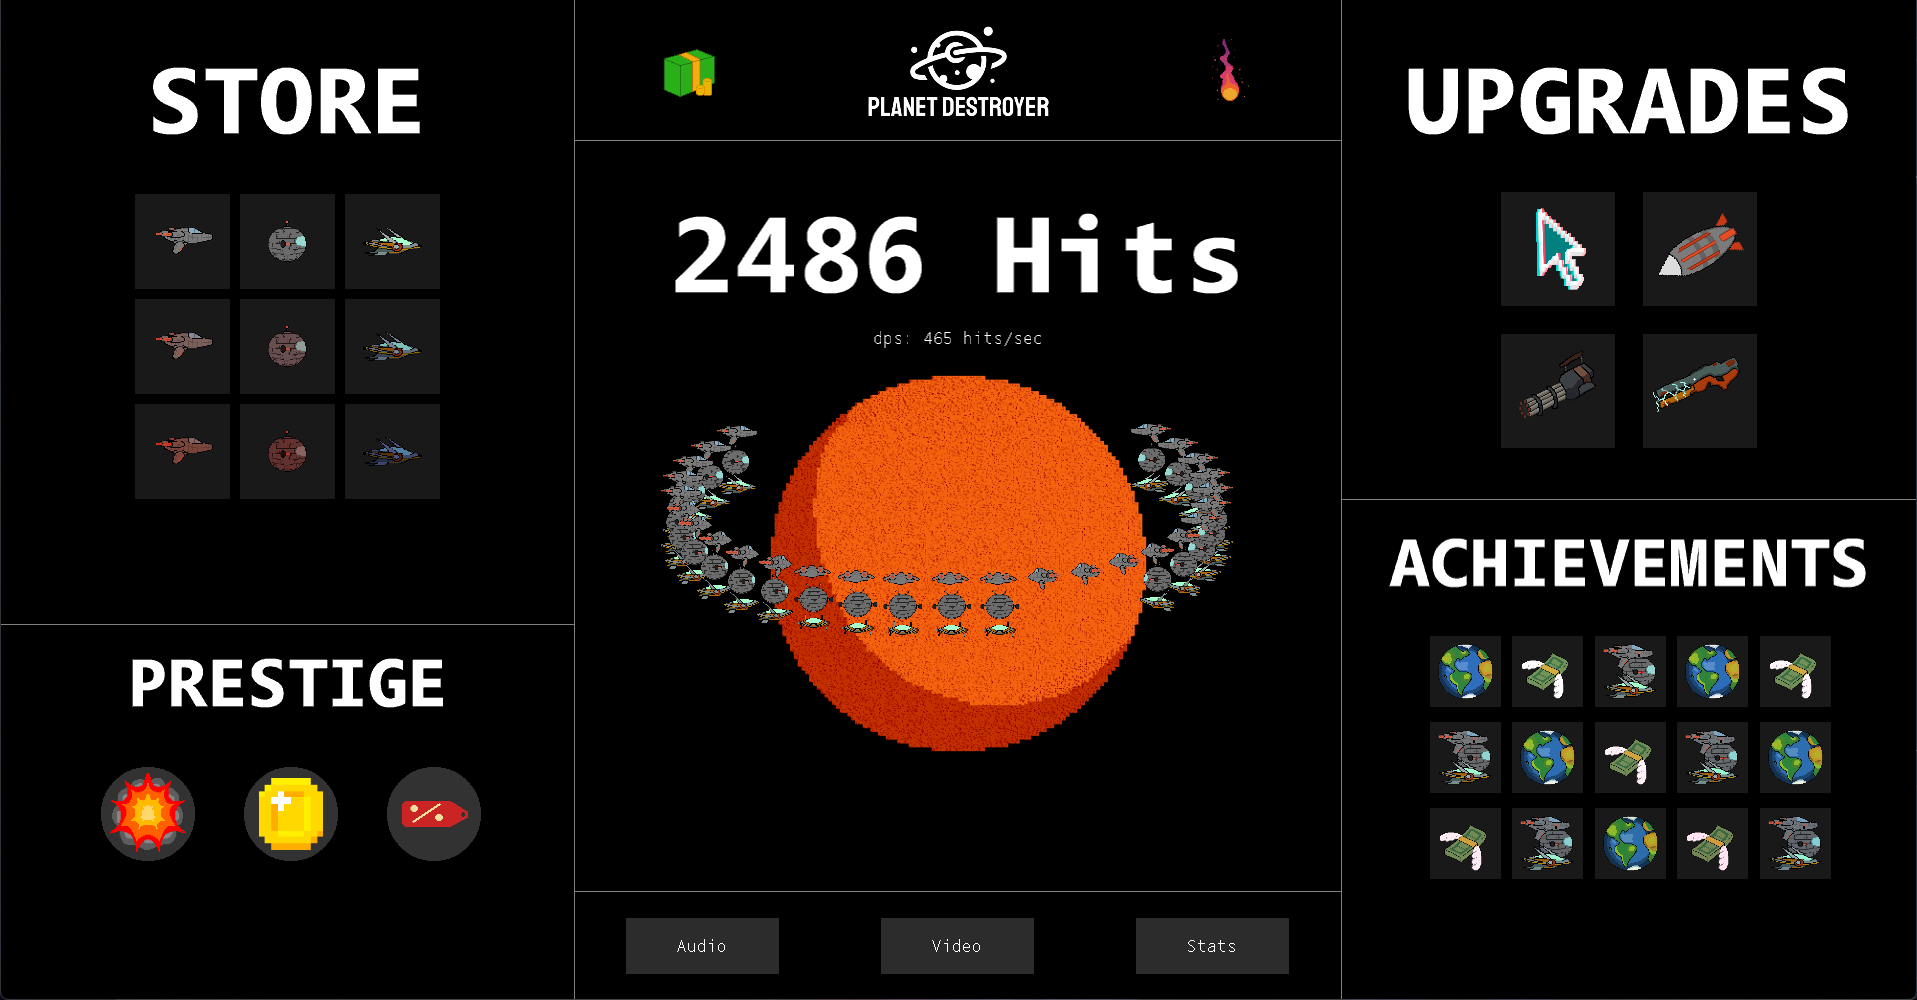 STORE
PRESTIGE
PLANET DESTROYER
2486 Hits
dps: 465 hits/sec
Audio
Video
Stats
UPGRADES
ACHIEVEMENTS